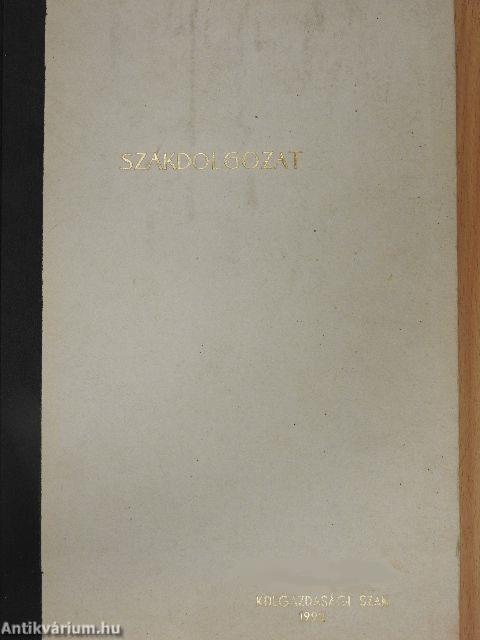 SZAKDOLGOZAT
KÜLGAZDASÁGI SZAK
Antikvárium.hu